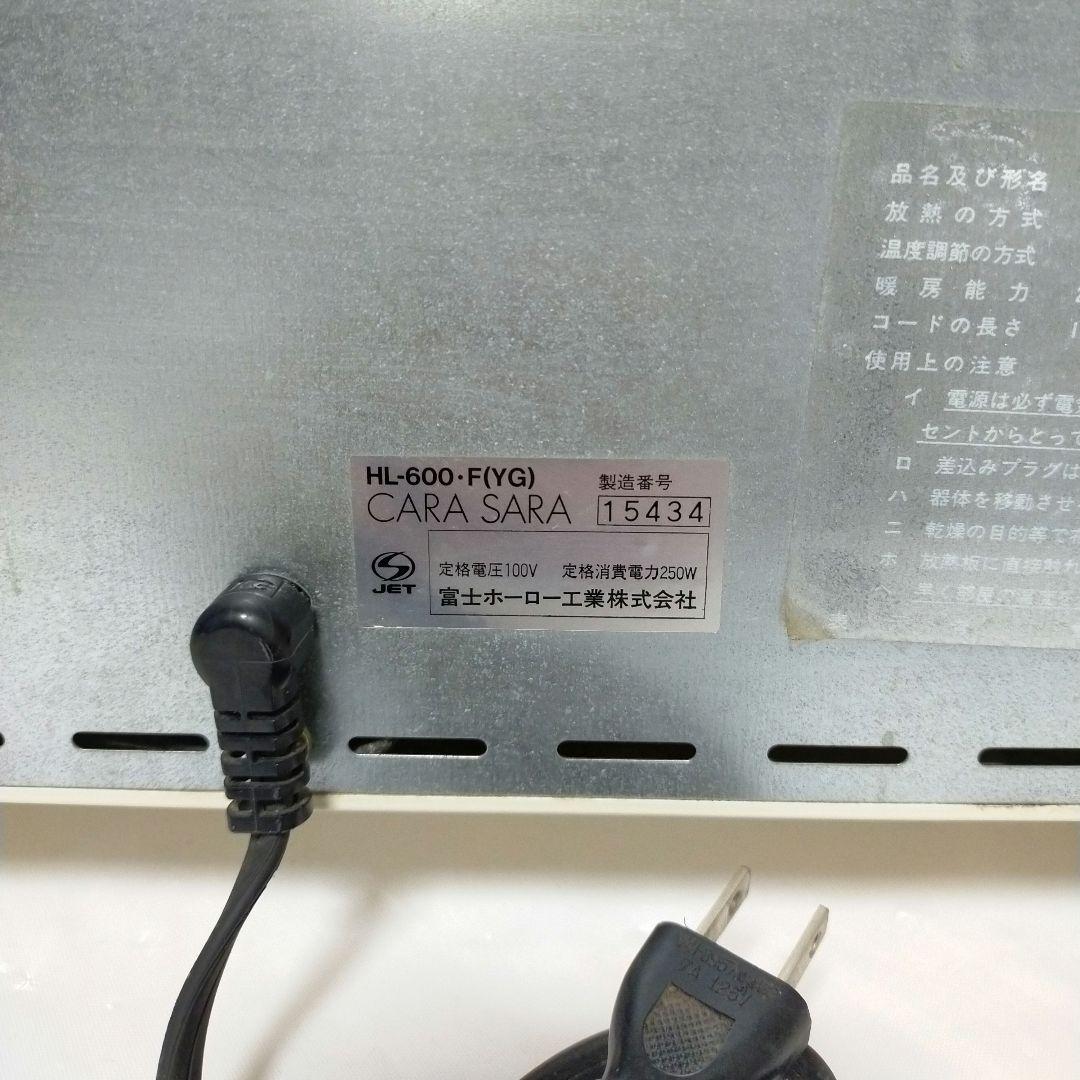 品名及び形名
放熱の方式
温度調節の方式
暖房能力
コードの長さ 1
使用上の注意
イ 電源は必ず電
セントからとって
ロ 差込みプラグは
ハ 器体を移動させ
ニ 乾燥の目的等で
ホ 放熱板に直接触れ
HL-600・F(YG)
CARA SARA
製造番号
15434
JET
定格電圧100V 定格消費電力250W
富士ホーロー工業株式会社
7A 125V